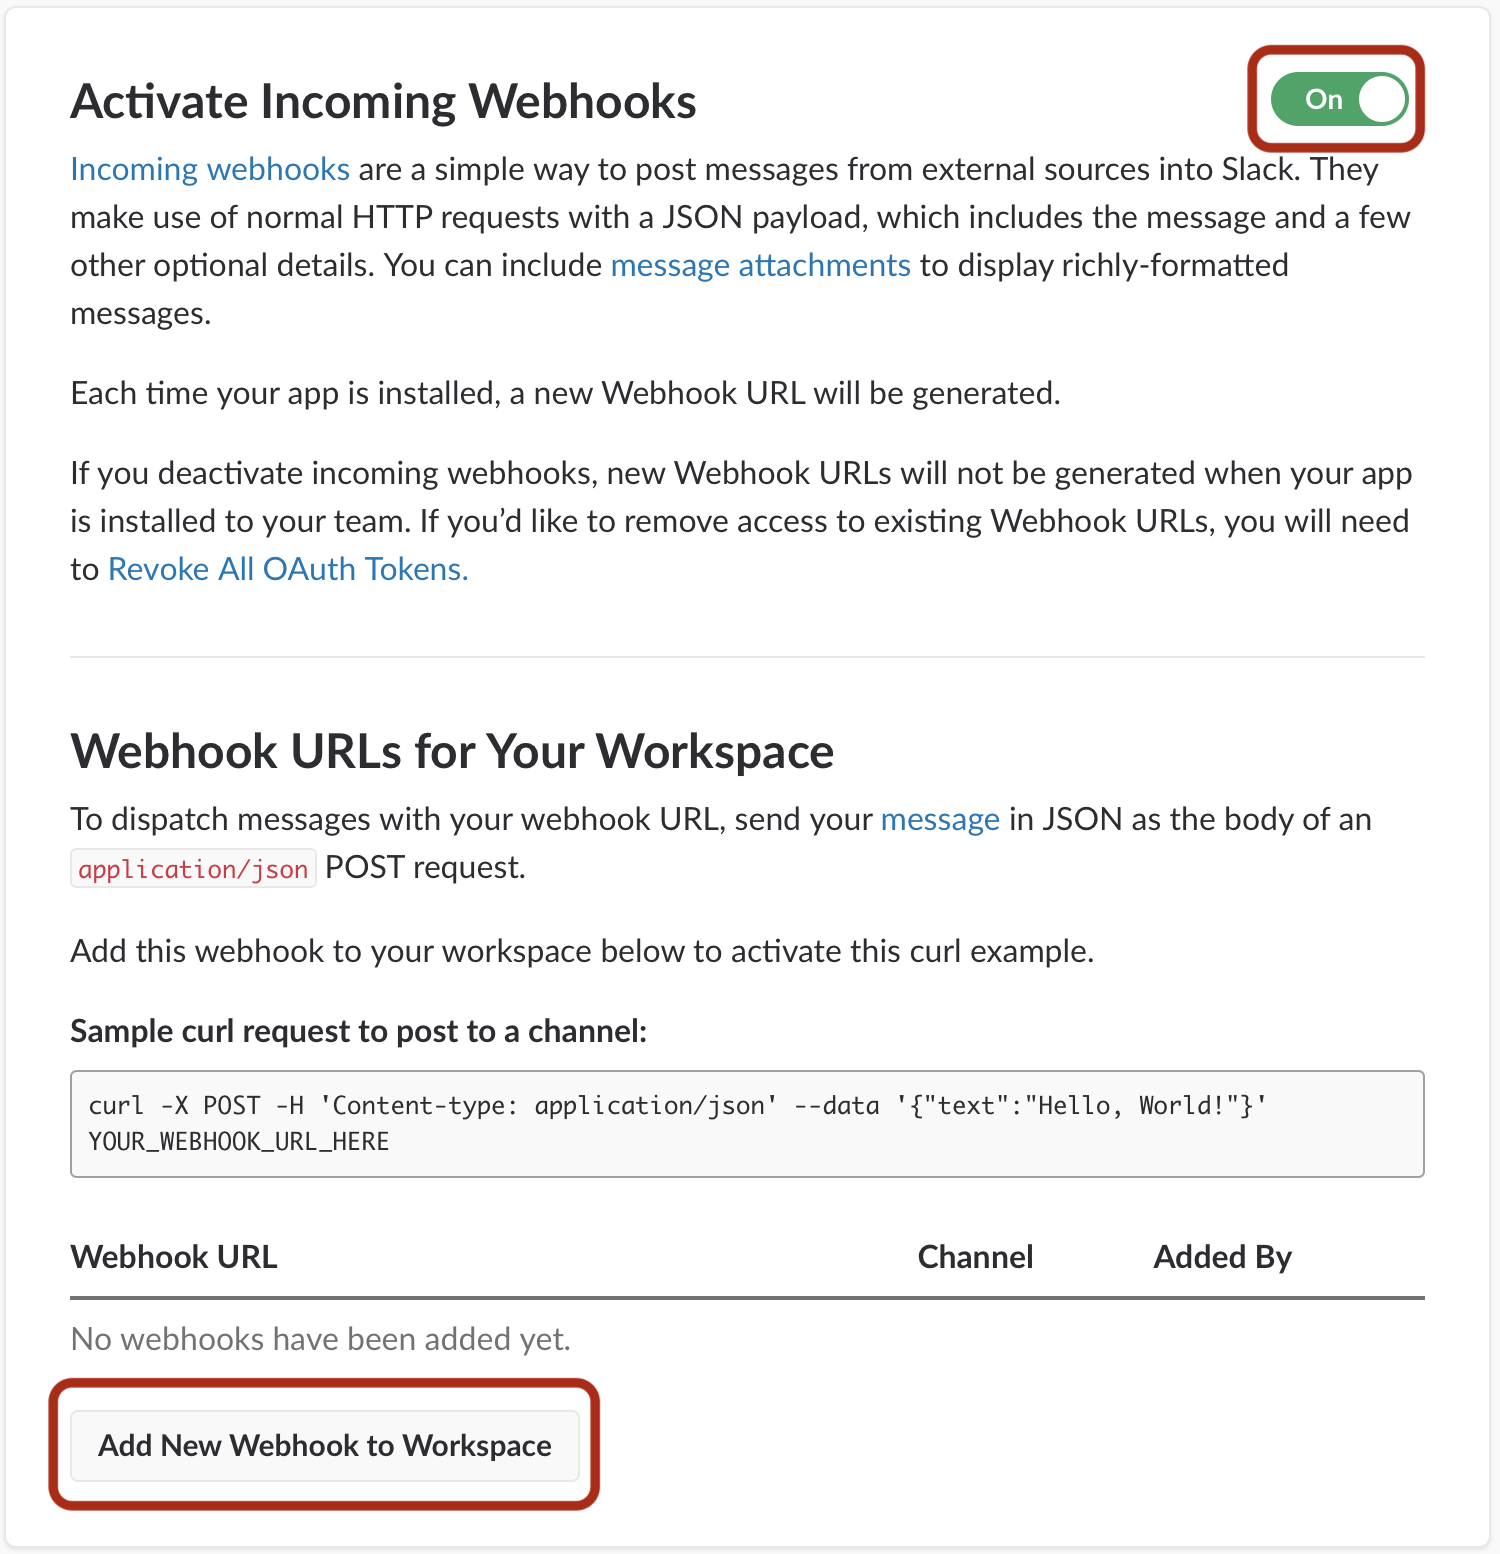 Activate Incoming Webhooks
On
Incoming webhooks are a simple way to post messages from external sources into Slack. They
make use of normal HTTP requests with a JSON payload, which includes the message and a few
other optional details. You can include message attachments to display richly-formatted
messages.
Each time your app is installed, a new Webhook URL will be generated.
If you deactivate incoming webhooks, new Webhook URLs will not be generated when your app
is installed to your team. If you’d like to remove access to existing Webhook URLs, you will need
to Revoke All OAuth Tokens.
Webhook URLs for Your Workspace
To dispatch messages with your webhook URL, send your message in JSON as the body of an
application/json POST request.
Add this webhook to your workspace below to activate this curl example.
Sample curl request to post to a channel:
curl -X POST -H 'Content-type: application/json' --data '{"text":"Hello, World!"}'
YOUR_WEBHOOK_URL_HERE
Webhook URL Channel Added By
No webhooks have been added yet.
Add New Webhook to Workspace